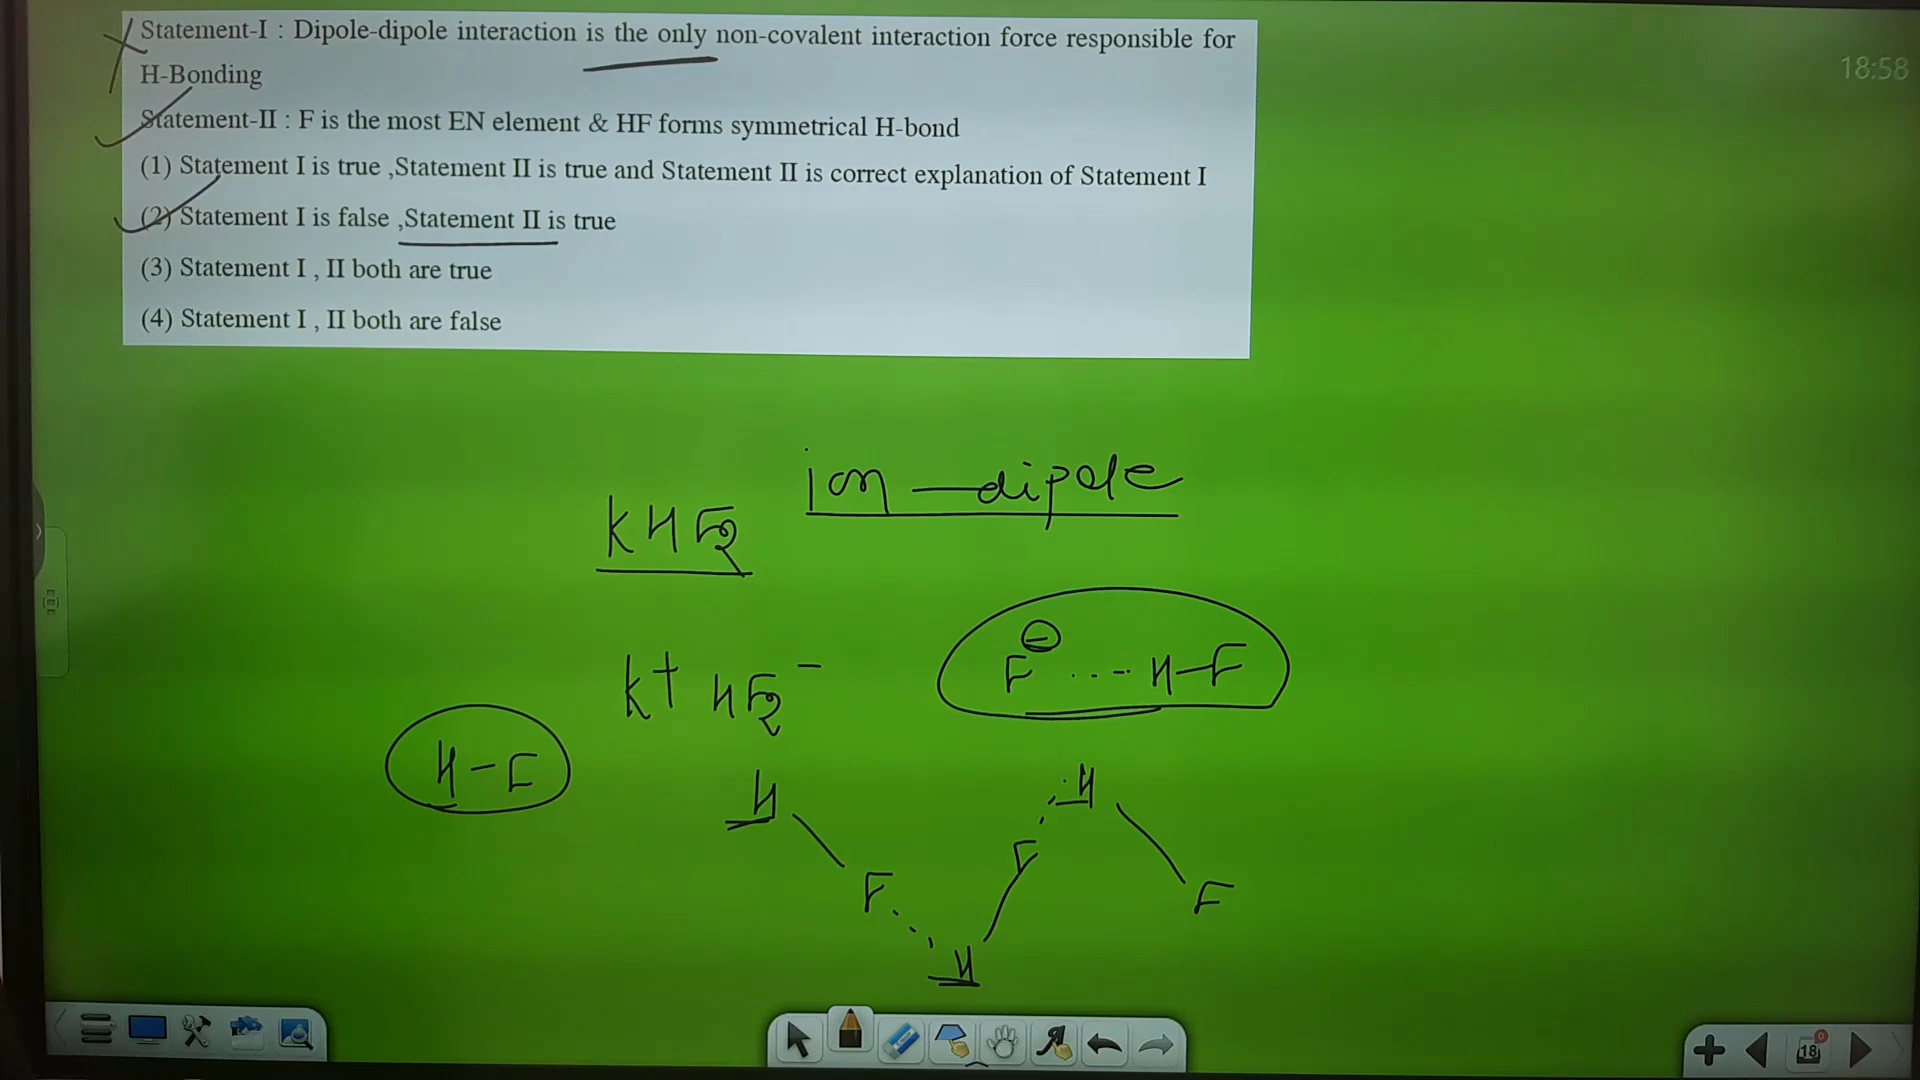 Statement-I : Dipole-dipole interaction is the only non-covalent interaction force responsible for
H-Bonding
18:58
Statement-II : F is the most EN element & HF forms symmetrical H-bond
(1) Statement I is true ,Statement II is true and Statement II is correct explanation of Statement I
(2) Statement I is false ,Statement II is true
(3) Statement I , II both are true
(4) Statement I , II both are false
ion - dipole
KHF2
F⊖ ...- H-F
K+ HF2-
H-F
H
H
F
F
F
H
18
0